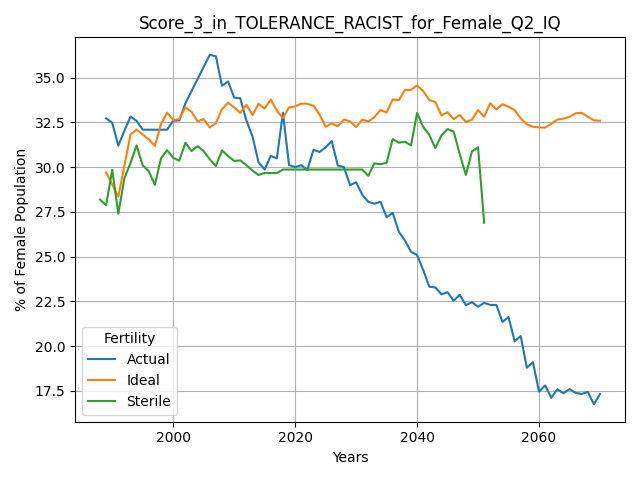 Score_3_in_TOLERANCE_RACIST_for_Female_Q2_IQ
% of Female Population
35.0
32.5
30.0
27.5
25.0
22.5
20.0
17.5
Fertility
Actual
Ideal
Sterile
2000
2020
2040
2060
Years